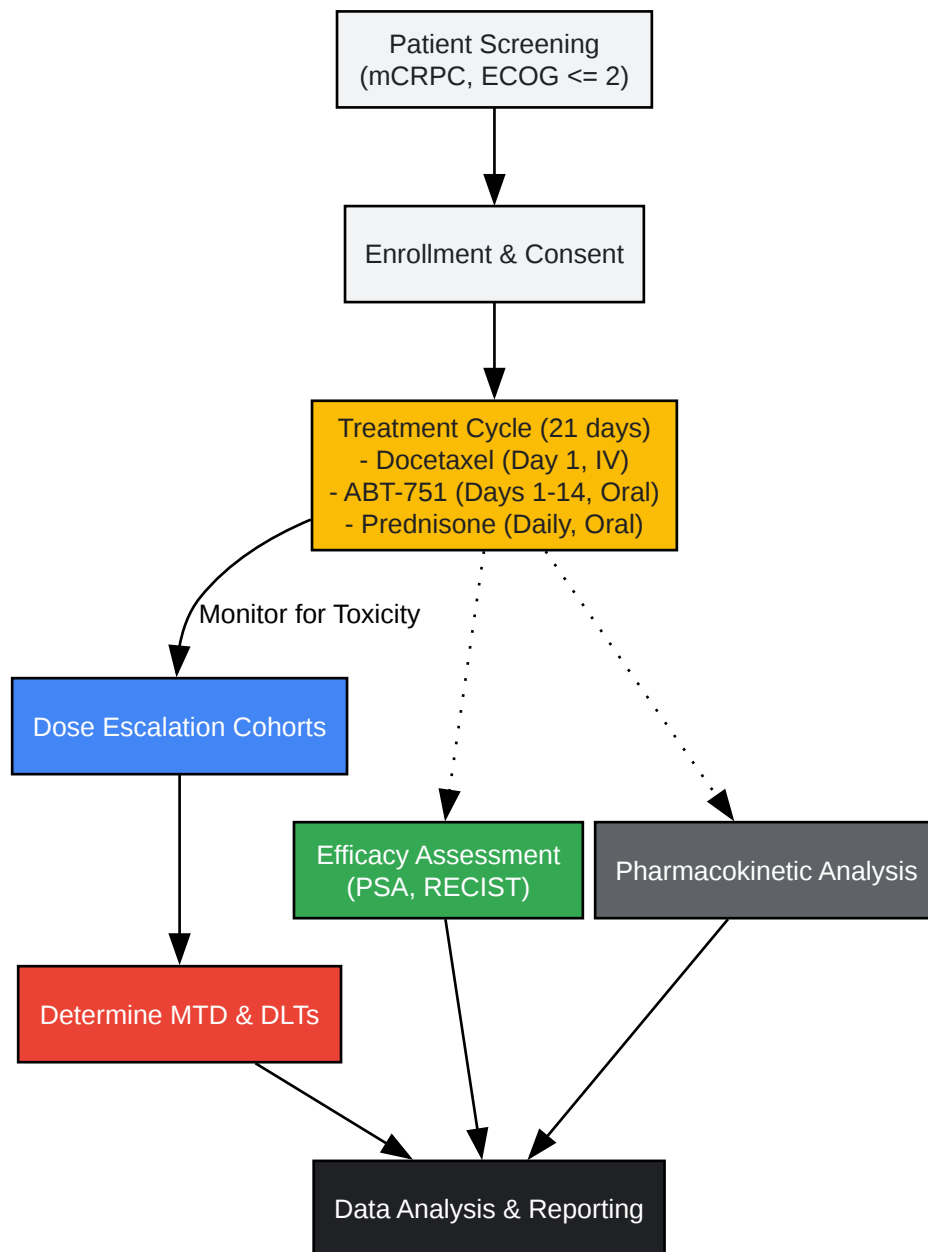 Patient Screening
(mCRPC, ECOG <= 2)
Enrollment & Consent
Treatment Cycle (21 days)
- Docetaxel (Day 1, IV)
- ABT-751 (Days 1-14, Oral)
- Prednisone (Daily, Oral)
Monitor for Toxicity
Dose Escalation Cohorts
Efficacy Assessment
(PSA, RECIST)
Pharmacokinetic Analysis
Determine MTD & DLTs
Data Analysis & Reporting